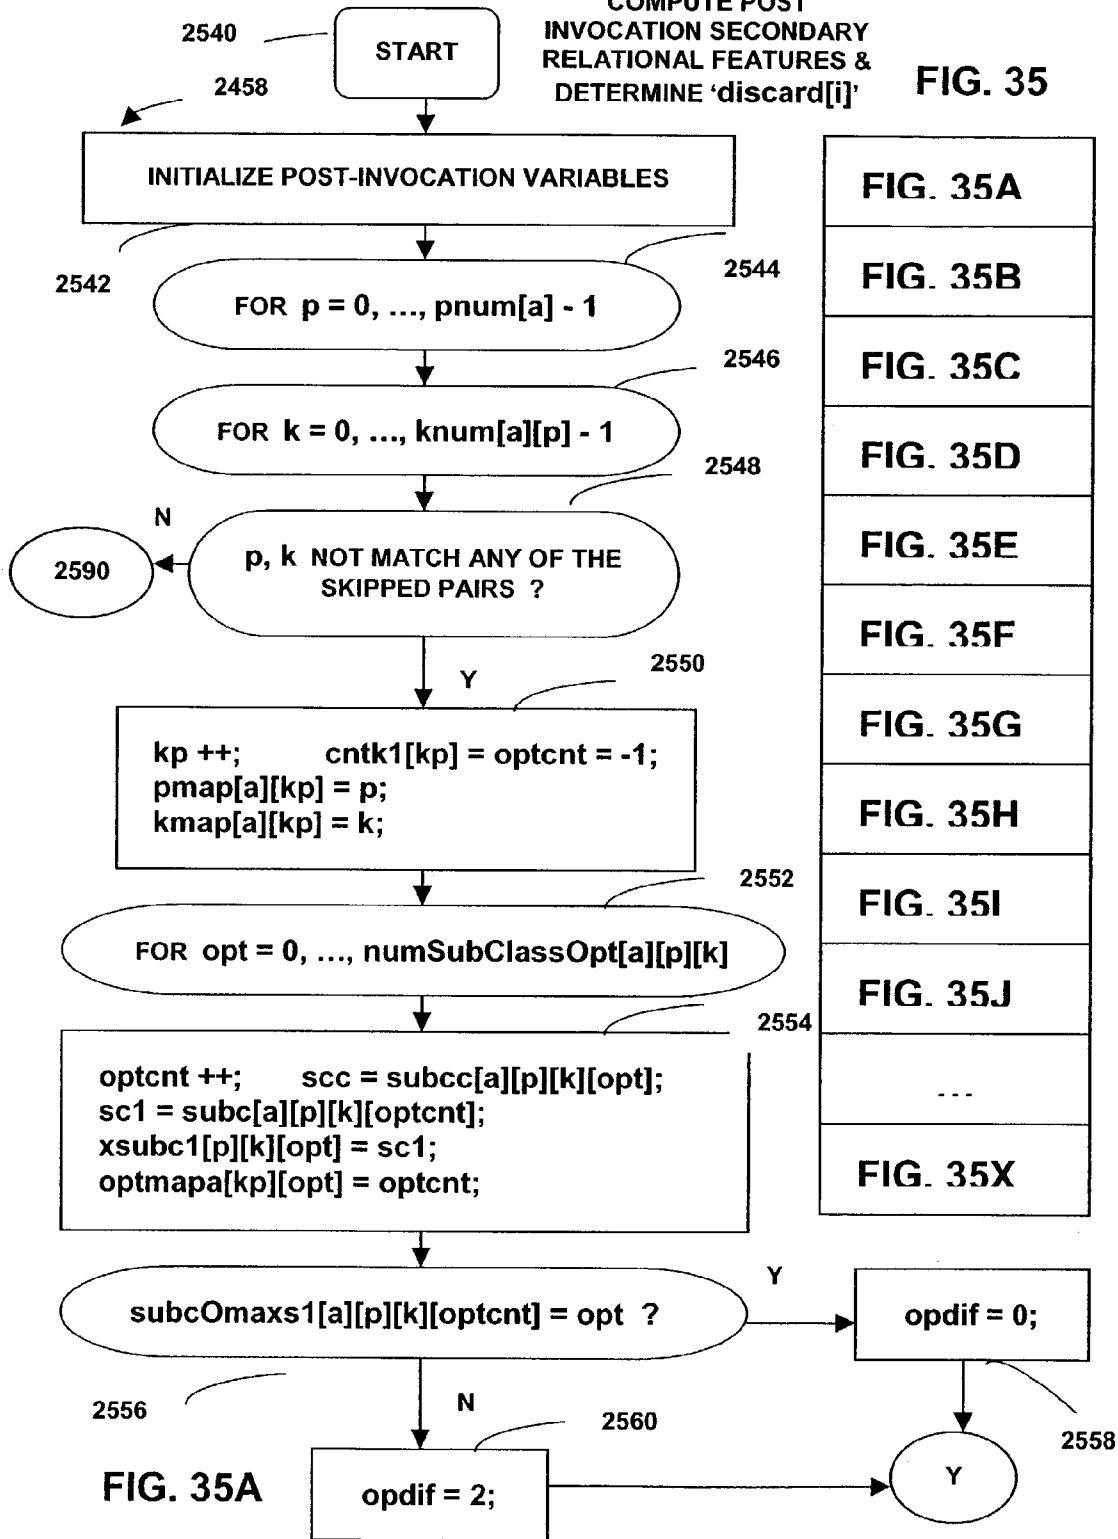 COMPUTE POST
INVOCATION SECONDARY
RELATIONAL FEATURES &
DETERMINE 'discard[i]'
FIG. 35
2540
START
2458
INITIALIZE POST-INVOCATION VARIABLES
2542
2544
FOR p = 0, ..., pnum[a] - 1
2546
FOR k = 0, ..., knum[a][p] - 1
2548
N
2590
p, k NOT MATCH ANY OF THE
SKIPPED PAIRS ?
Y
2550
kp ++; cntk1[kp] = optcnt = -1;
pmap[a][kp] = p;
kmap[a][kp] = k;
2552
FOR opt = 0, ..., numSubClassOpt[a][p][k]
2554
optcnt ++; scc = subcc[a][p][k][opt];
sc1 = subc[a][p][k][optcnt];
xsubc1[p][k][opt] = sc1;
optmapa[kp][opt] = optcnt;
subcOmaxs1[a][p][k][optcnt] = opt ?
Y
opdif = 0;
2556
N
2560
2558
opdif = 2;
Y
FIG. 35A
FIG. 35A
FIG. 35B
FIG. 35C
FIG. 35D
FIG. 35E
FIG. 35F
FIG. 35G
FIG. 35H
FIG. 35I
FIG. 35J
---
FIG. 35X